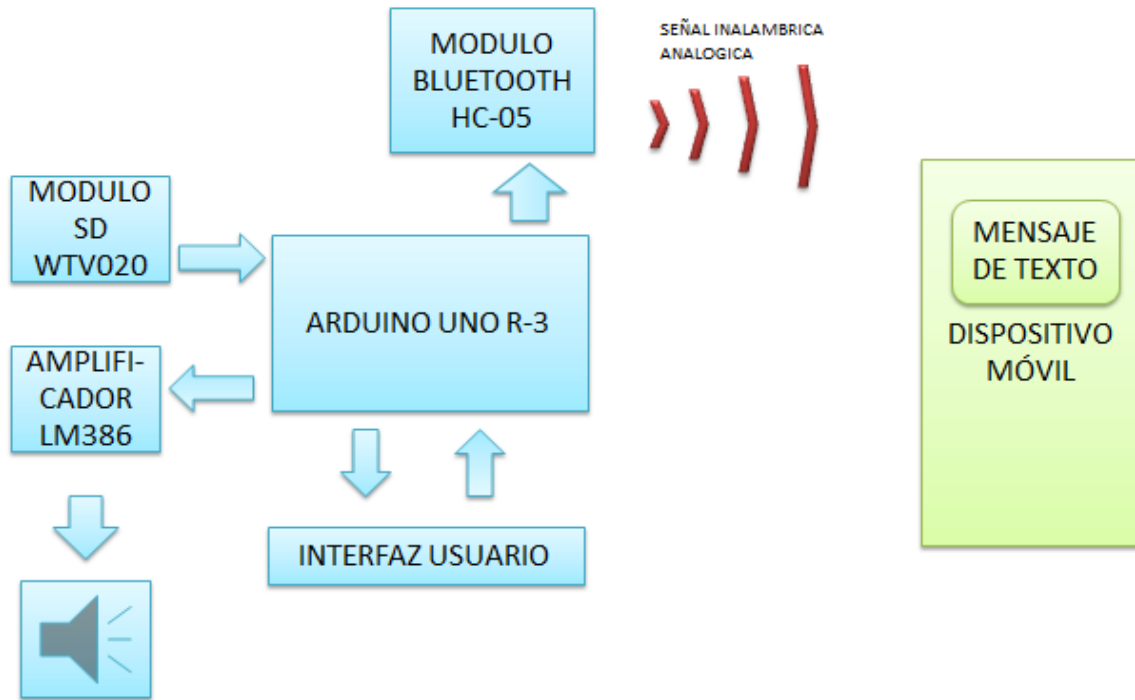 MODULO
BLUETOOTH
HC-05
SEÑAL INALAMBRICA
ANALOGICA
MODULO
SD
WTV020
ARDUINO UNO R-3
MENSAJE
DE TEXTO
DISPOSITIVO
MÓVIL
AMPLIFI-
CADOR
LM386
INTERFAZ USUARIO